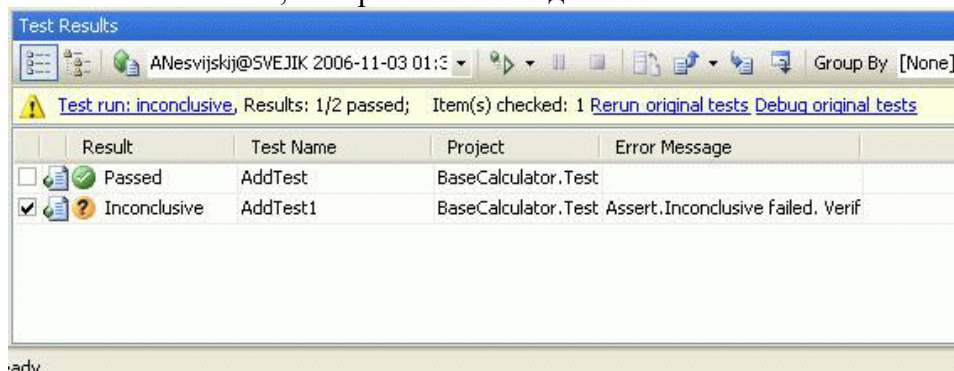 Test Results
ANesvijskij@SVEJIK 2006-11-03 01:3 Group By [None]
Test run: inconclusive, Results: 1/2 passed; Item(s) checked: 1 Rerun original tests Debug original tests
Result Test Name Project Error Message
Passed AddTest BaseCalculator.Test
Inconclusive AddTest1 BaseCalculator.Test Assert.Inconclusive failed. Verif
eady